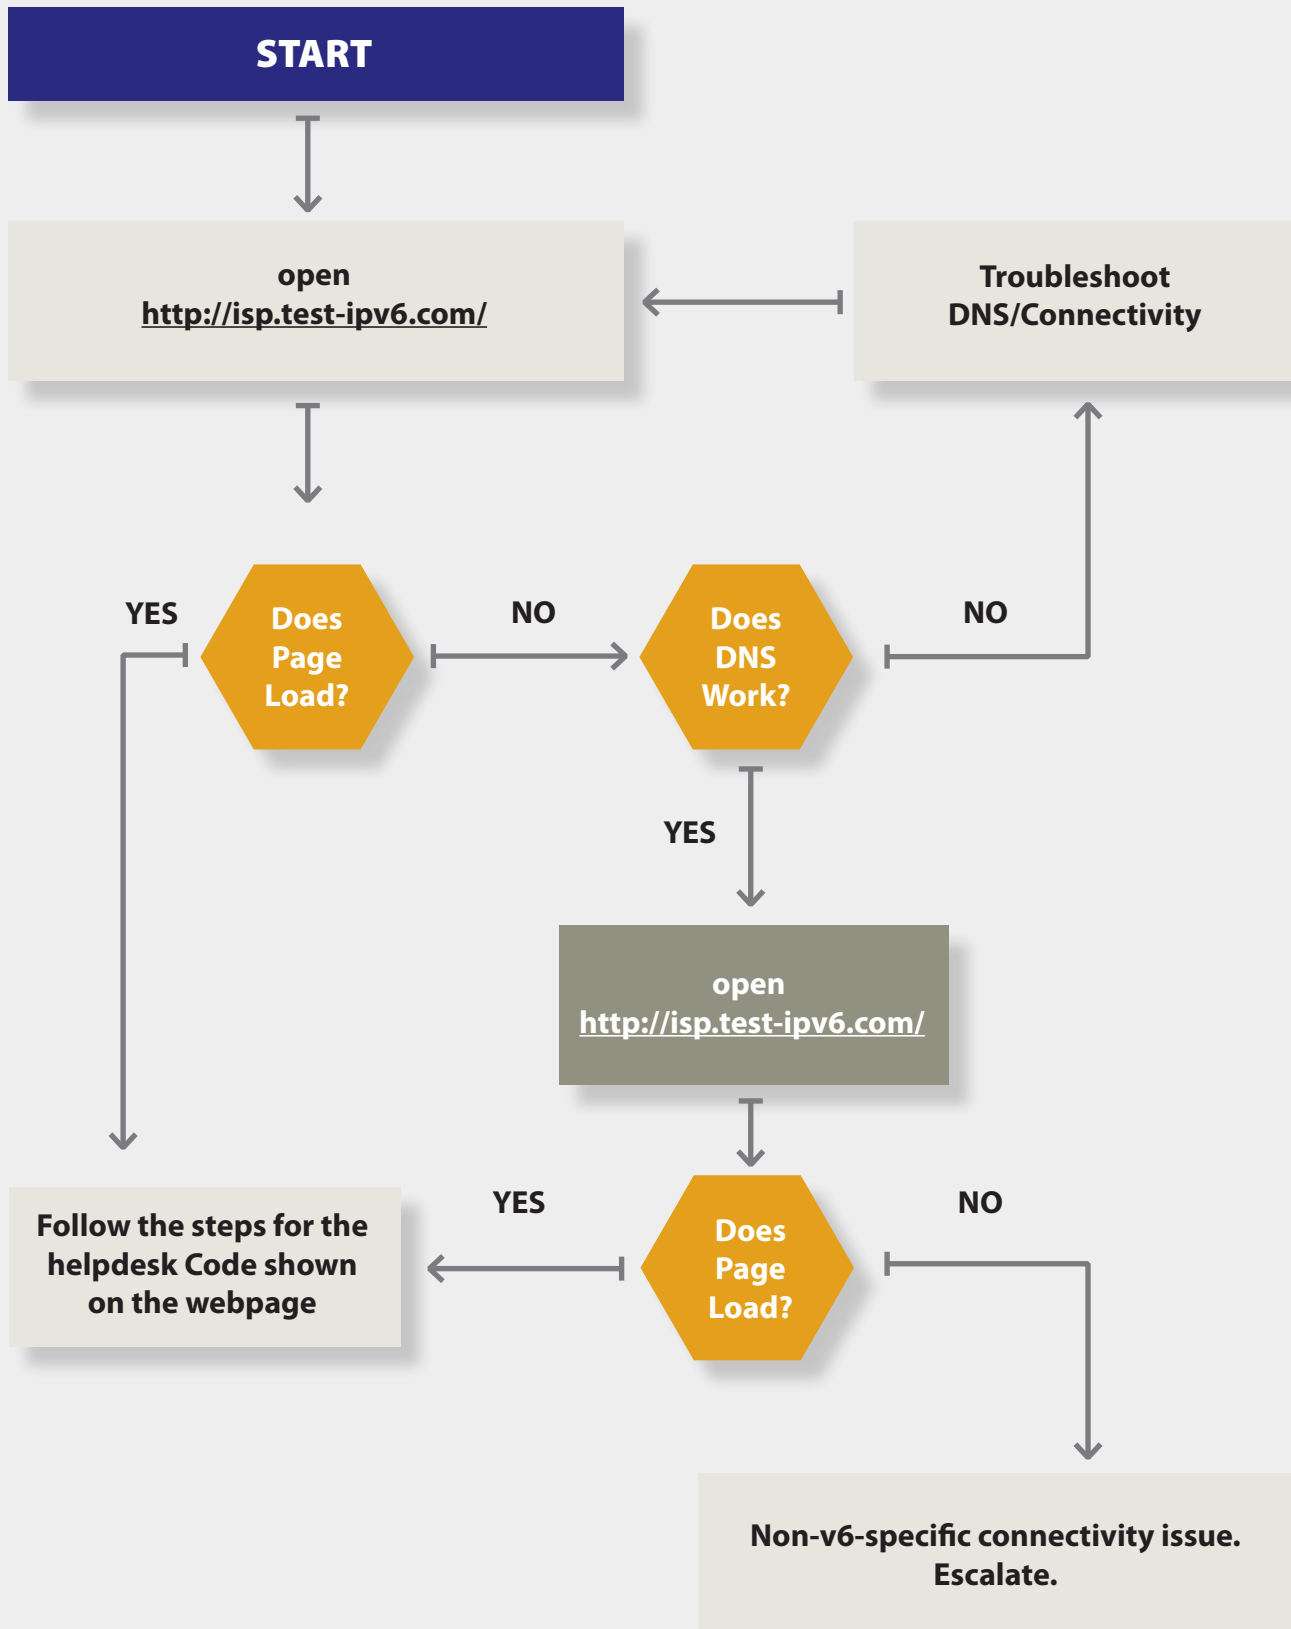 START
open
http://isp.test-ipv6.com/
Troubleshoot
DNS/Connectivity
YES
Does
Page
Load?
NO
Does
DNS
Work?
NO
YES
open
http://isp.test-ipv6.com/
Follow the steps for the
helpdesk Code shown
on the webpage
YES
Does
Page
Load?
NO
Non-v6-specific connectivity issue.
Escalate.